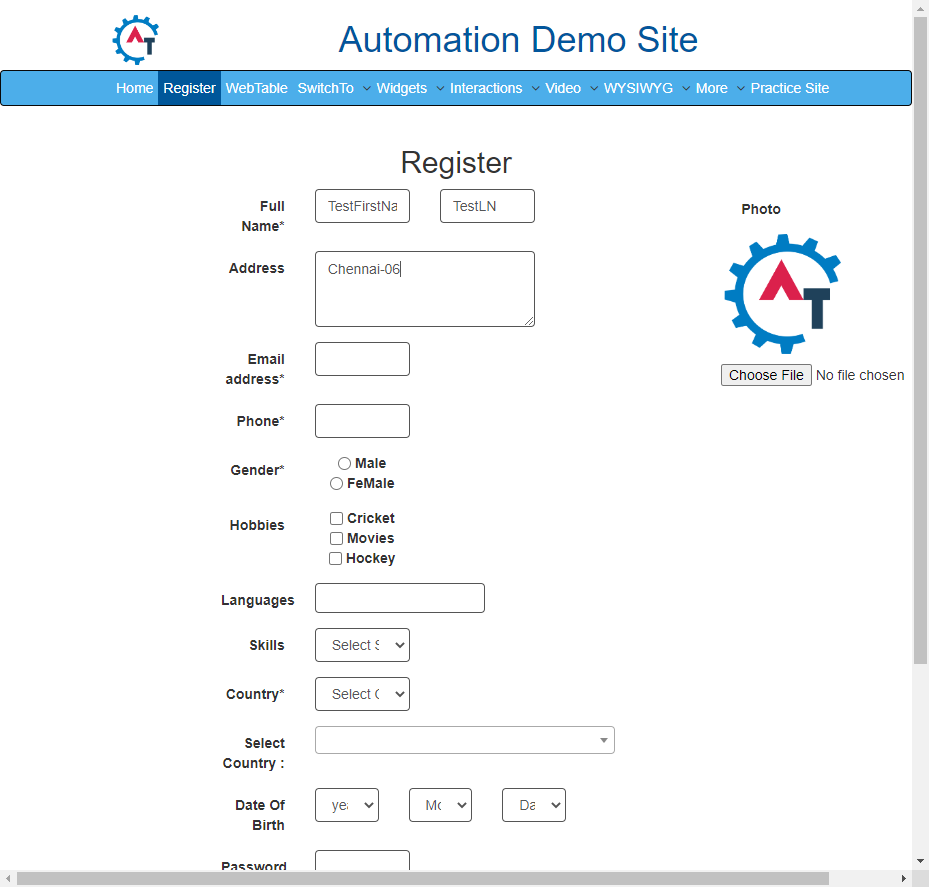 Automation Demo Site
Home Register WebTable SwitchTo Widgets Interactions Video WYSIWYG More Practice Site
Register
Full Name* TestFirstNa TestLN
Photo
Address Chennai-06
Choose File No file chosen
Email address*
Phone*
Gender* Male
FeMale
Hobbies Cricket
Movies
Hockey
Languages
Skills Select S
Country* Select C
Select Country :
Date Of Birth yea Mo Da
Password